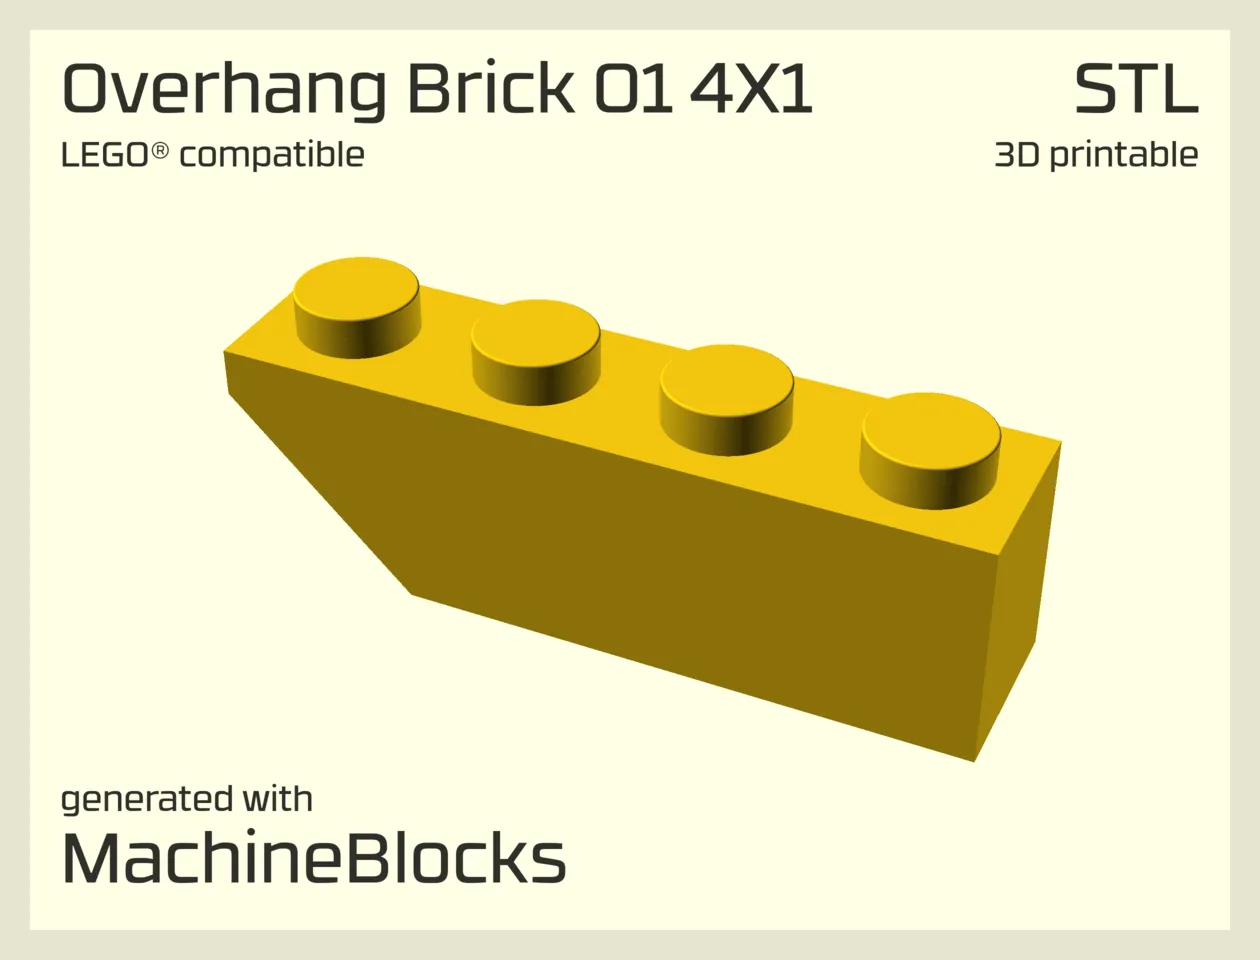 Overhang Brick 01 4X1
STL
LEGO® compatible
3D printable
generated with
MachineBlocks